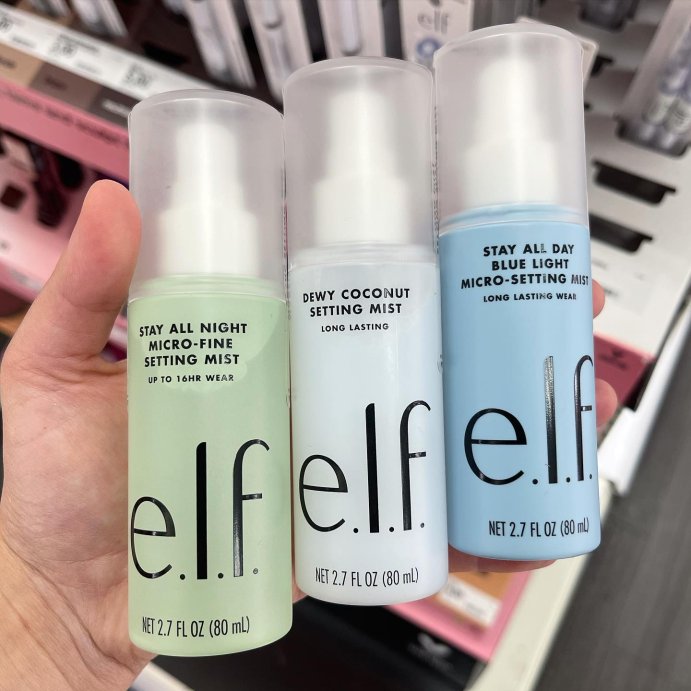 e.l.f.
STAY ALL NIGHT
MICRO-FINE
SETTING MIST
UP TO 16HR WEAR
e.l.f.
NET 2.7 FL OZ (80 mL)
DEWY COCONUT
SETTING MIST
LONG LASTING
e.l.f.
NET 2.7 FL OZ (80 mL)
STAY ALL DAY
BLUE LIGHT
MICRO-SETTING MIST
LONG LASTING WEAR
e.l.f.
NET 2.7 FL OZ (80 mL)